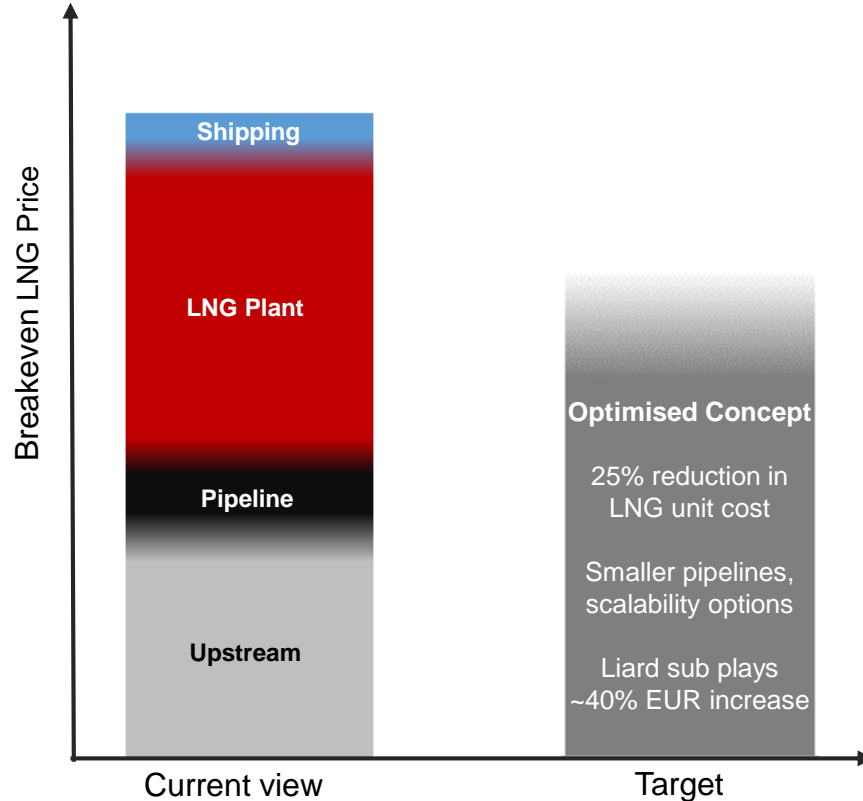 Breakeven LNG Price
Shipping
LNG Plant
Pipeline
Upstream
Current view
Optimised Concept
25% reduction in
LNG unit cost
Smaller pipelines,
scalability options
Liard sub plays
~40% EUR increase
Target